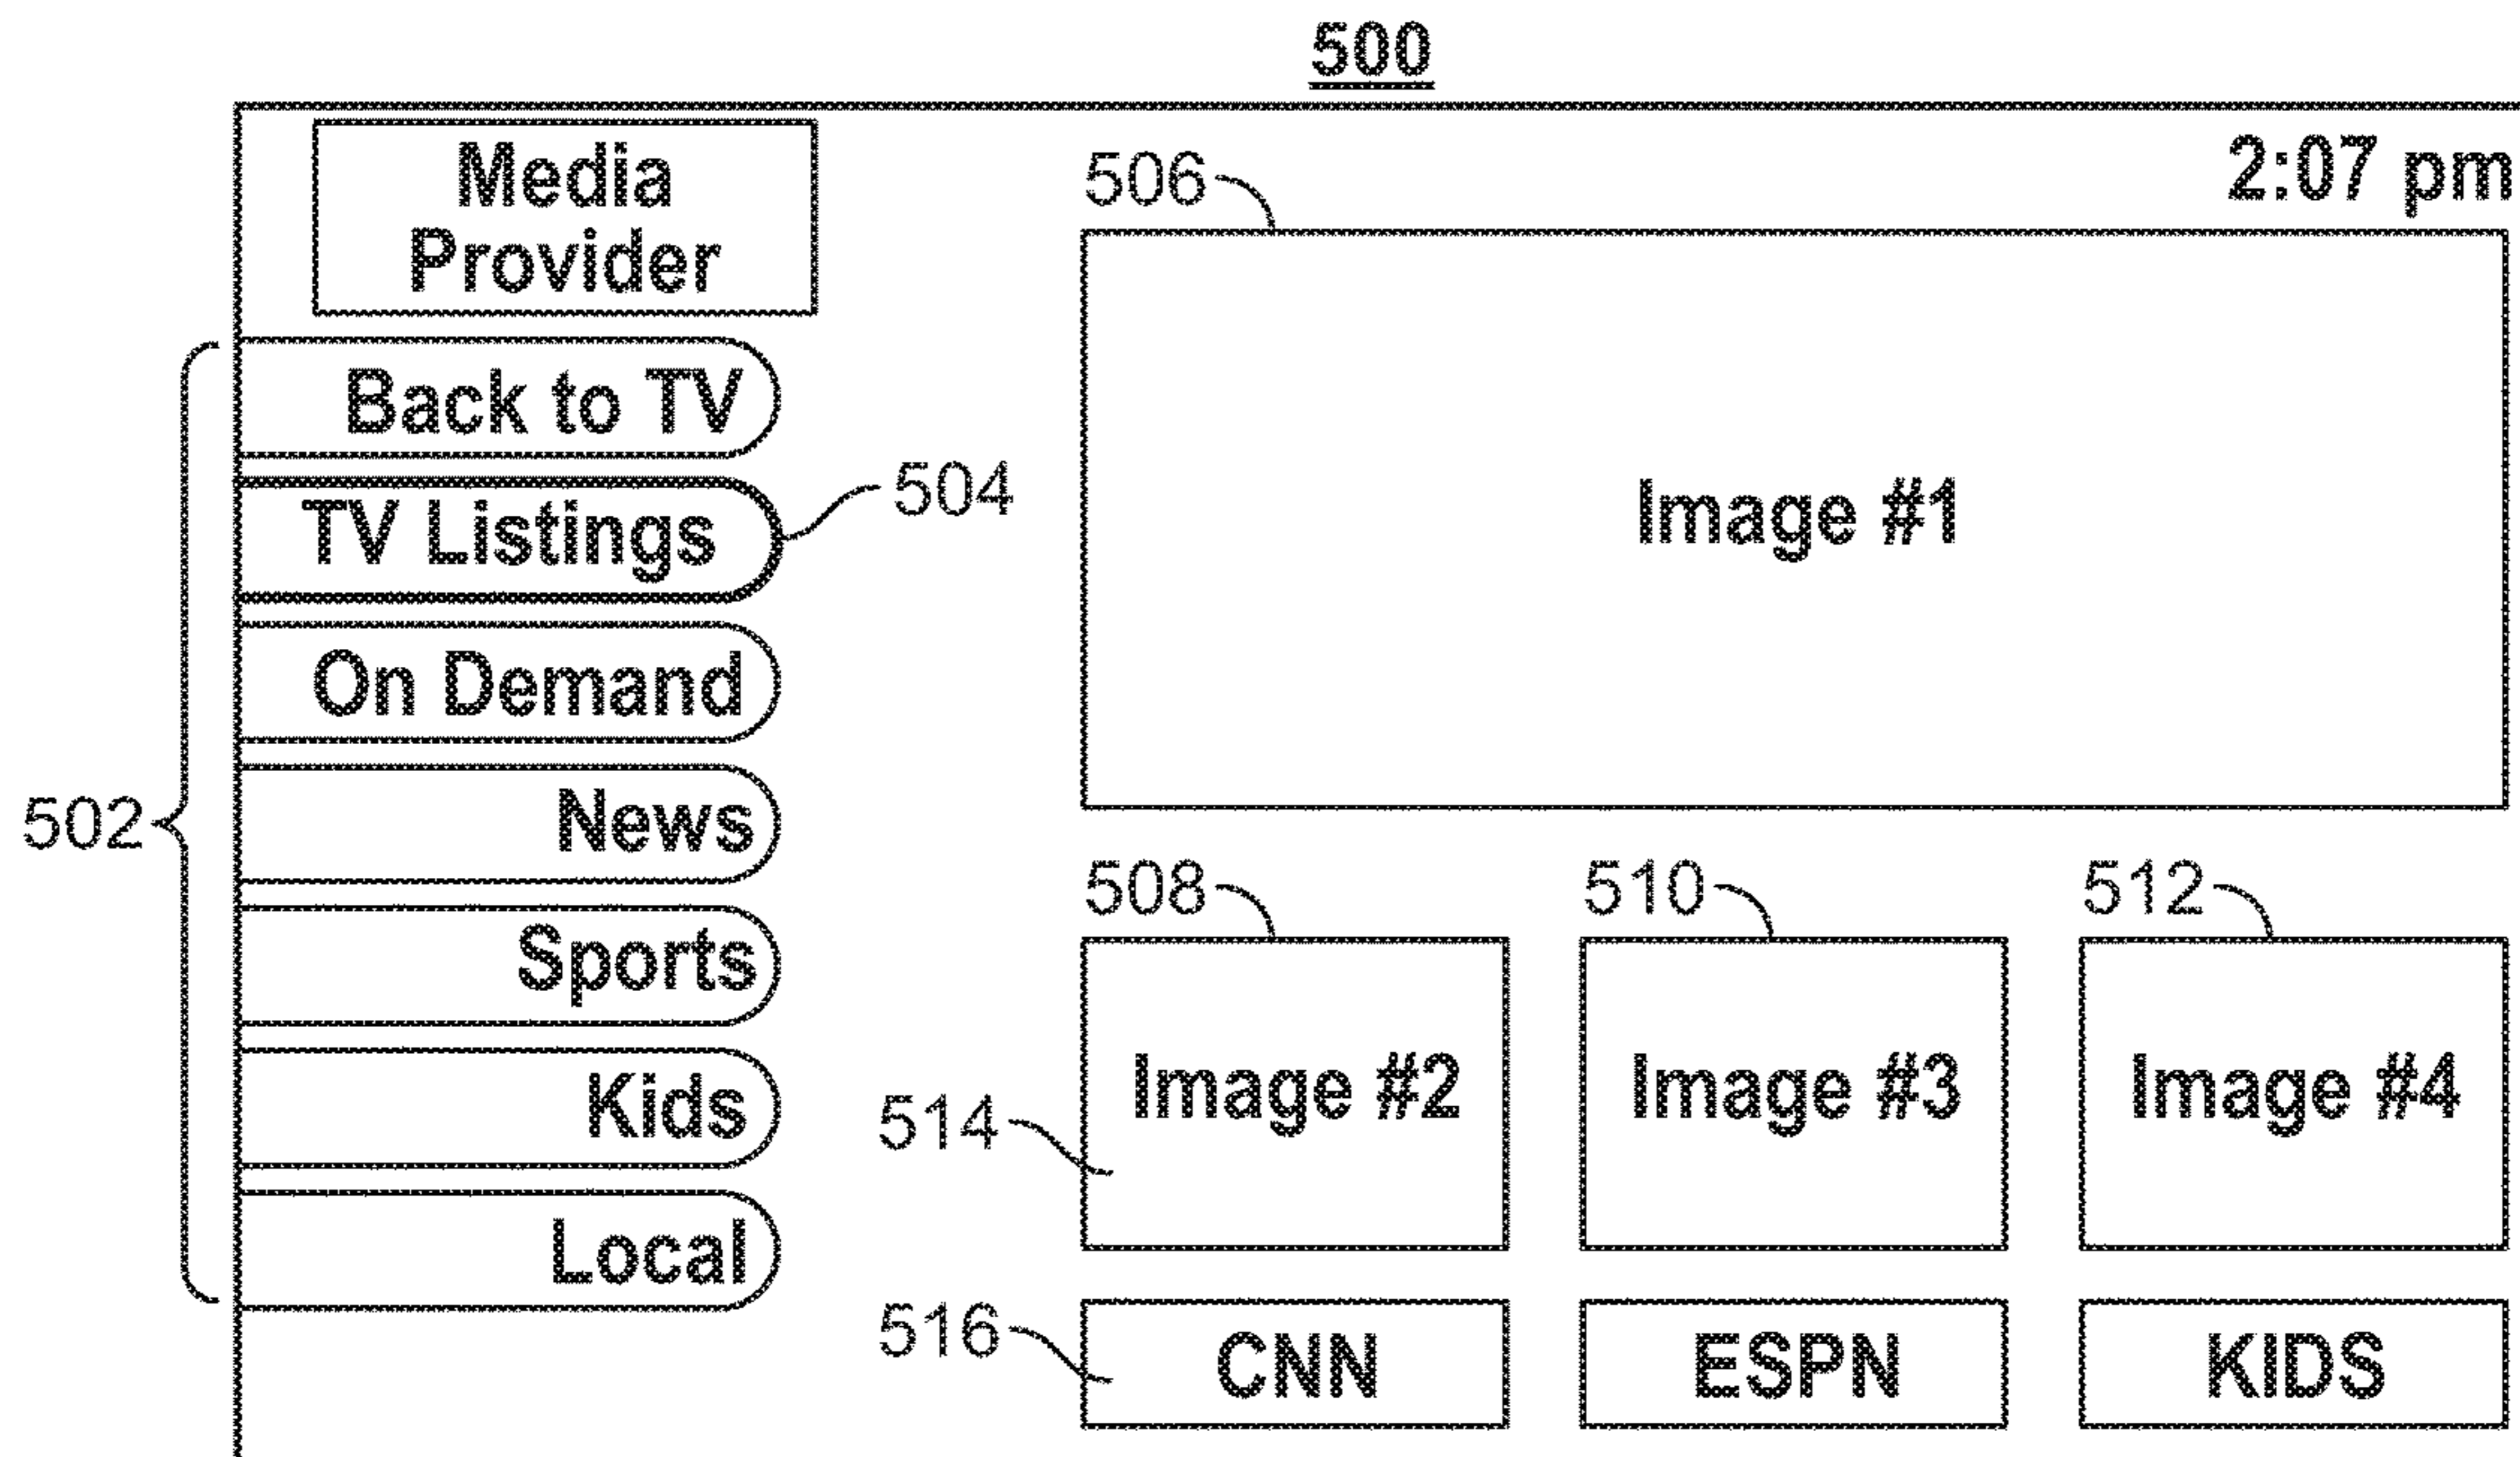 500
Media
Provider
506
2:07 pm
Back to TV
TV Listings
504
Image #1
On Demand
News
502
508
510
512
Sports
Image #2
Image #3
Image #4
Kids
514
Local
516
CNN
ESPN
KIDS